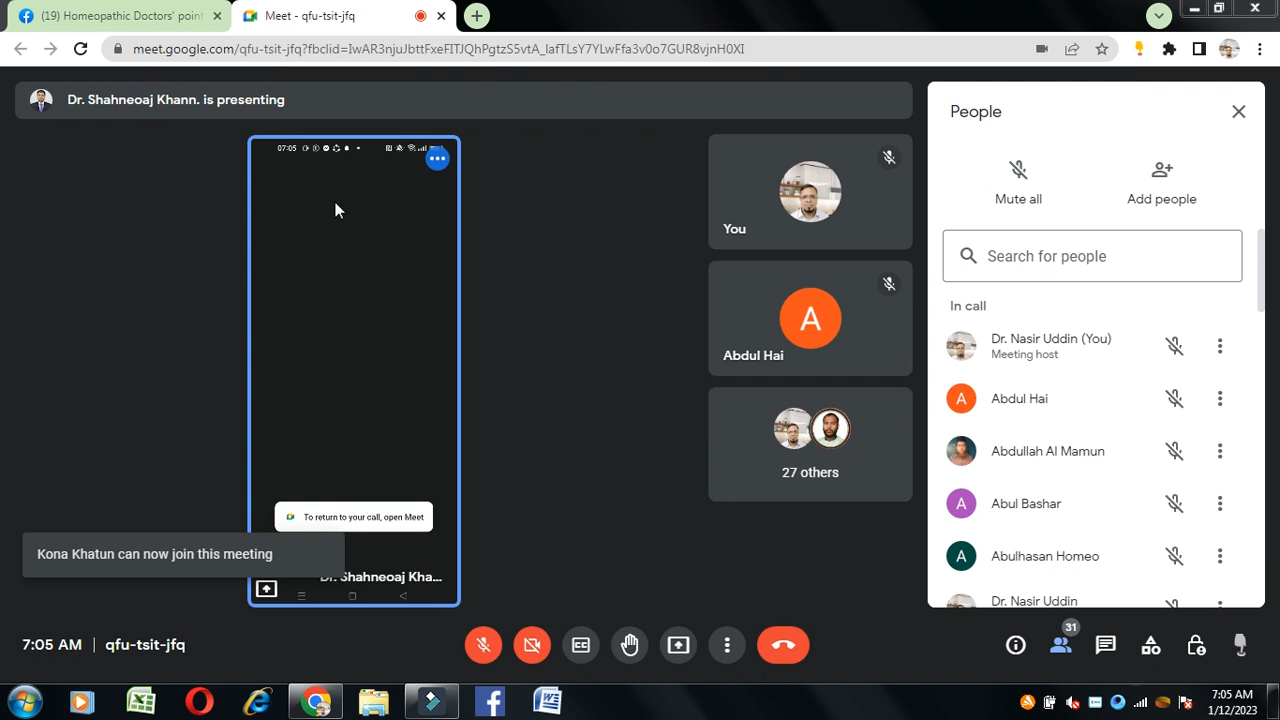 (19) Homeopathic Doctors' point
Meet - qfu-tsit-jfq
meet.google.com/qfu-tsit-jfq?fbclid=IwAR3njuJbttFxeFITJQhPgtzS5vtA_IafTLsY7YLwFfa3v0o7GUR8vjnH0XI
Dr. Shahneoaj Khann. is presenting
07:05
To return to your call, open Meet
Kona Khatun can now join this meeting
Dr. Shahneoaj Kha...
You
A
Abdul Hai
27 others
People
Mute all
Add people
Search for people
In call
Dr. Nasir Uddin (You)
Meeting host
A
Abdul Hai
Abdullah Al Mamun
A
Abul Bashar
A
Abulhasan Homeo
Dr. Nasir Uddin
7:05 AM | qfu-tsit-jfq
31
7:05 AM
1/12/2023